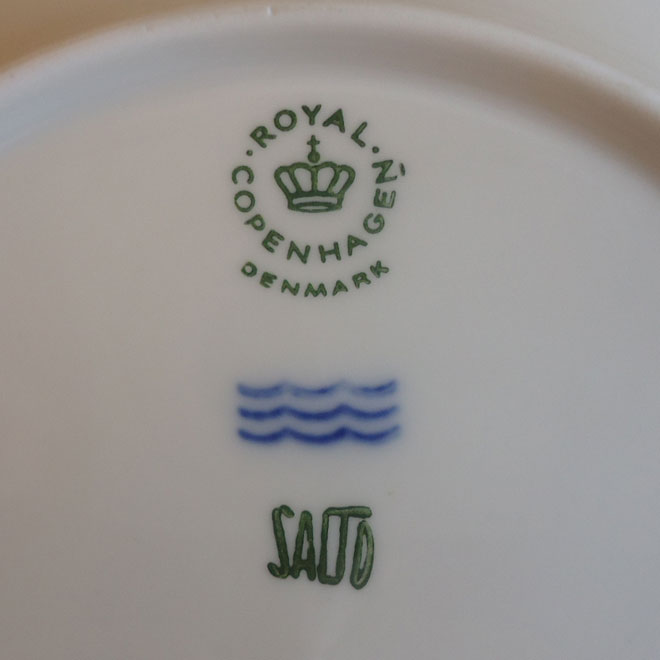 · ROYAL ·
COPENHAGEN
DENMARK
SALTO